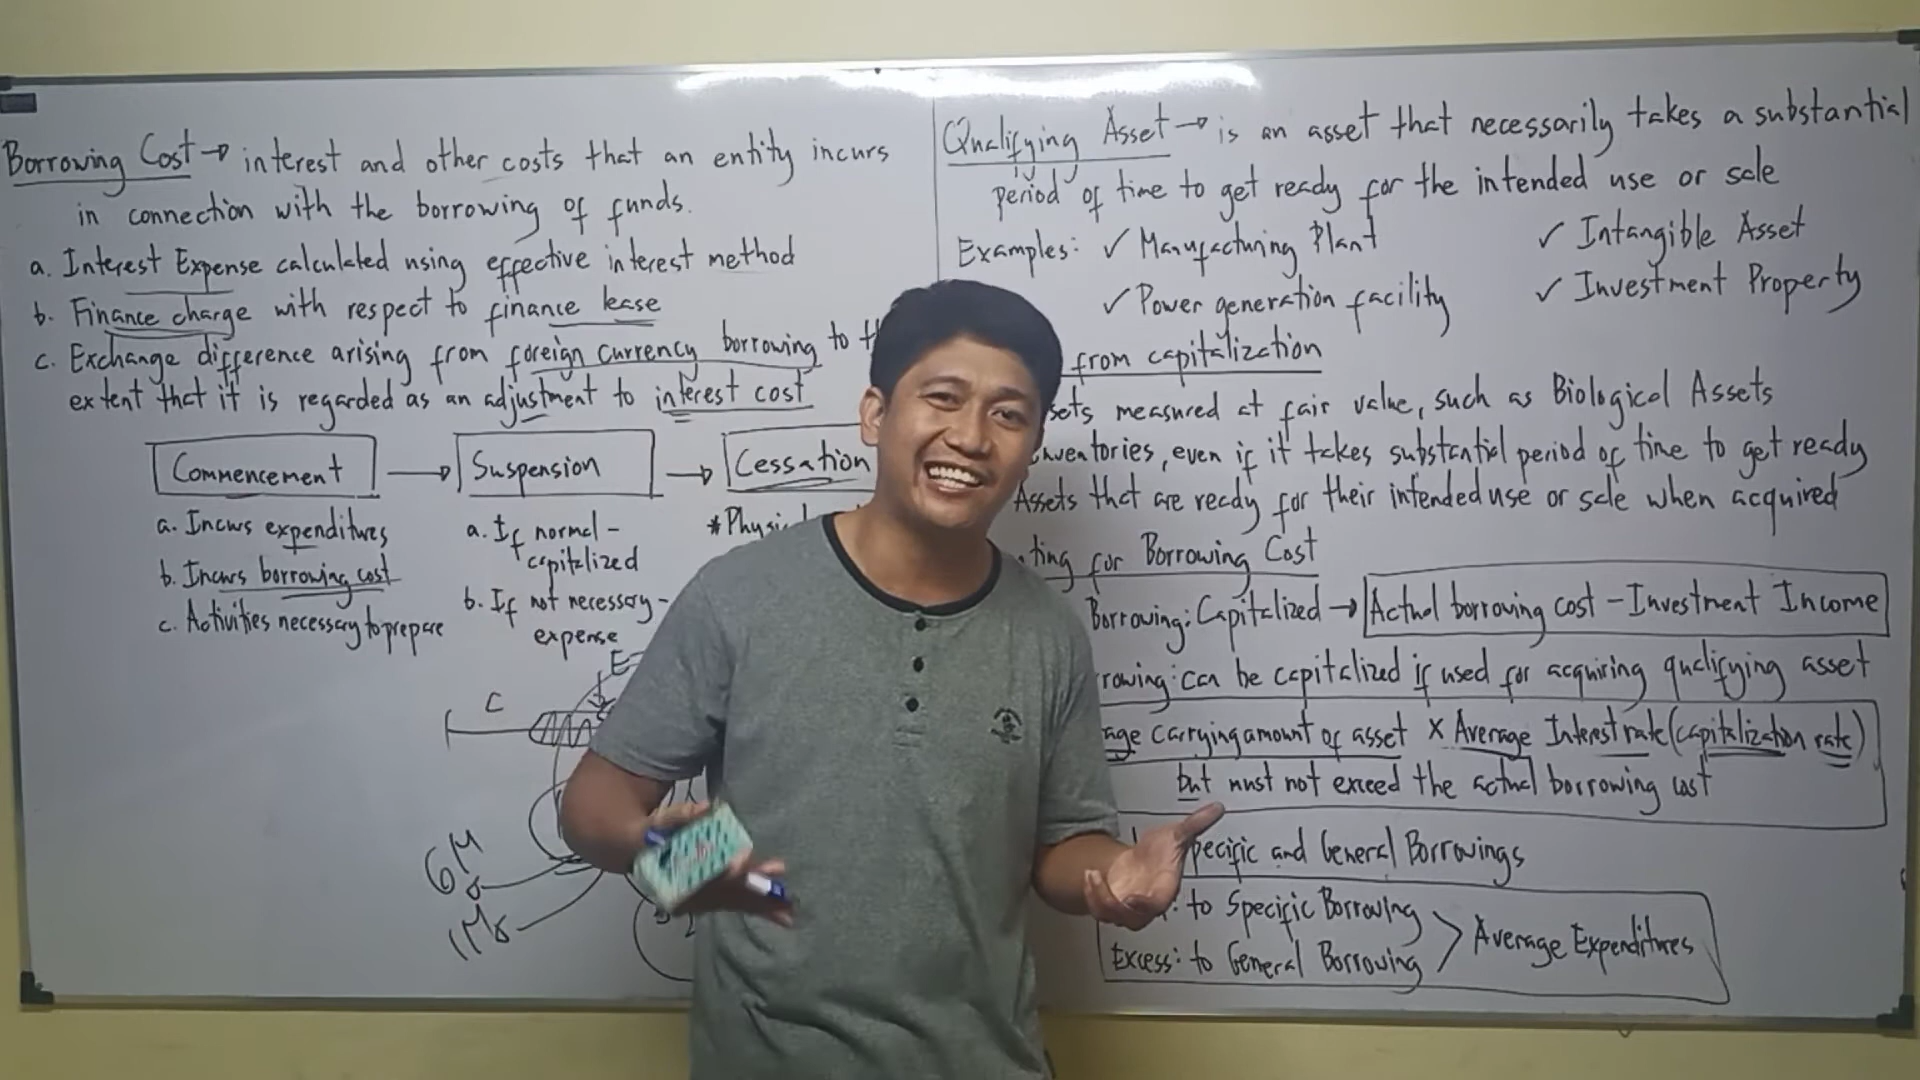 Borrowing Cost → interest and other costs that an entity incurs
in connection with the borrowing of funds.
a. Interest Expense calculated using effective interest method
b. Finance charge with respect to finance lease
c. Exchange difference arising from foreign currency borrowing to
extent that it is regarded as an adjustment to interest cost
Commencement → Suspension → Cessation
a. Incurs expenditures
b. Incurs borrowing cost
c. Activities necessary to prepare
a. If normal -
capitalized
b. If not necessary -
expense
E
C
6M
1M
Qualifying Asset → is an asset that necessarily takes a substantial
period of time to get ready for the intended use or sale
Examples: ✓ Manufacturing Plant ✓ Intangible Asset
✓ Power generation facility ✓ Investment Property
from capitalization
measured at fair value, such as Biological Assets
even if it takes substantial period of time to get ready
Assets that are ready for their intended use or sale when acquired
for Borrowing Cost
Borrowing: Capitalized → Actual borrowing cost - Investment Income
can be capitalized if used for acquiring qualifying asset
carrying amount of asset x Average Interest rate (capitalization rate)
but must not exceed the actual borrowing cost
and General Borrowings
to Specific Borrowing
Excess: to General Borrowing > Average Expenditures